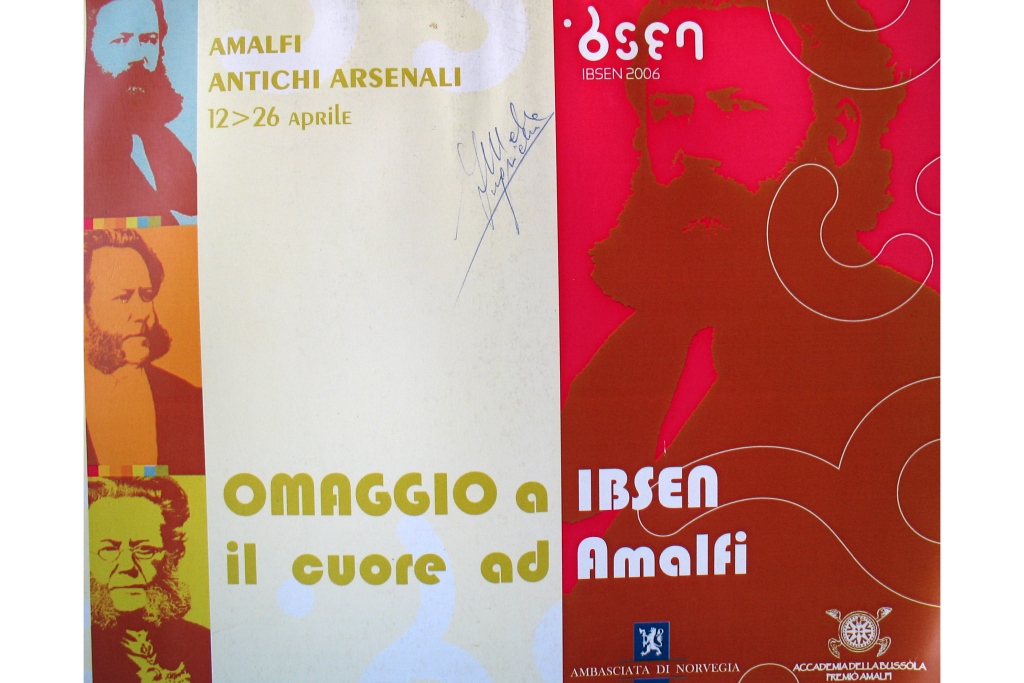 AMALFI
ANTICHI ARSENALI
12>26 APRILE
ibsen
IBSEN 2006
OMAGGIO a IBSEN
il cuore ad Amalfi
AMBASCIATA DI NORVEGIA
ACCADEMIA DELLA BUSSOLA
PREMIO AMALFI